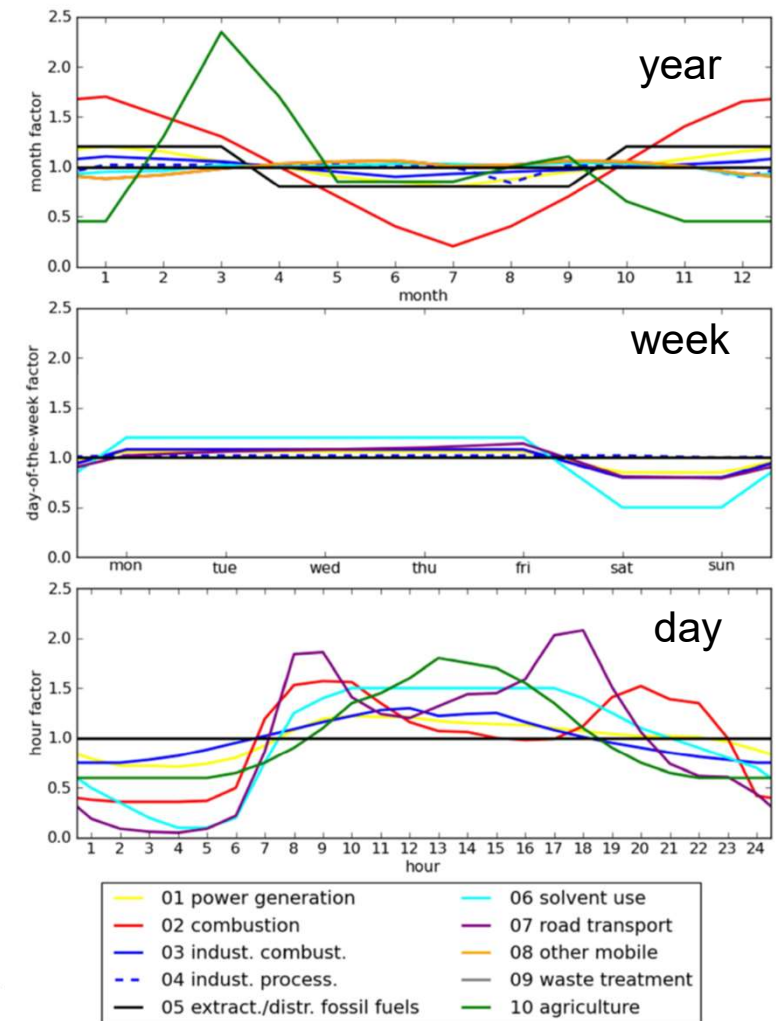 2.5
year
2.0
1.5
1.0
0.5
0.0
month factor
1 2 3 4 5 6 7 8 9 10 11 12
month
2.5
week
2.0
1.5
1.0
0.5
0.0
day-of-the-week factor
mon tue wed thu fri sat sun
2.5
day
2.0
1.5
1.0
0.5
0.0
hour factor
1 2 3 4 5 6 7 8 9 10 11 12 13 14 15 16 17 18 19 20 21 22 23 24
hour
01 power generation
02 combustion
03 indust. combust.
04 indust. process.
05 extract./distr. fossil fuels
06 solvent use
07 road transport
08 other mobile
09 waste treatment
10 agriculture